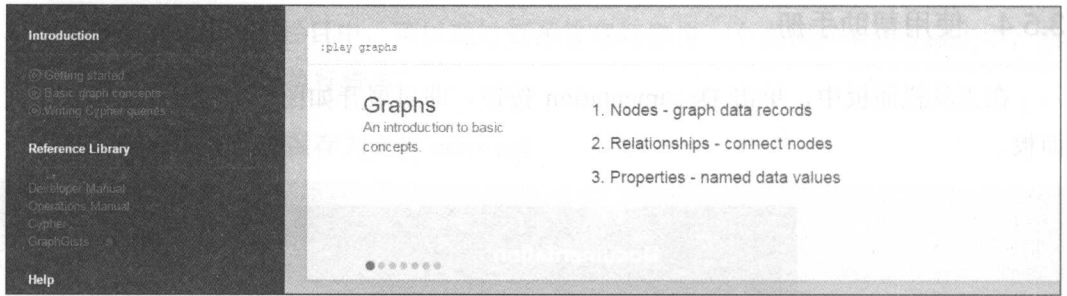 Introduction
Getting started
Basic graph concepts
Writing Cypher queries
Reference Library
Developer Manual
Operations Manual
Cypher
GraphGists
Help
:play graphs
Graphs
An introduction to basic
concepts.
1. Nodes - graph data records
2. Relationships - connect nodes
3. Properties - named data values